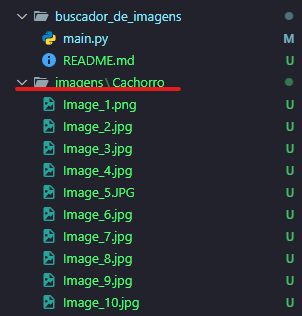 buscador_de_imagens
main.py M
README.md U
imagens\Cachorro
Image_1.png U
Image_2.jpg U
Image_3.jpg U
Image_4.jpg U
Image_5.JPG U
Image_6.jpg U
Image_7.jpg U
Image_8.jpg U
Image_9.jpg U
Image_10.jpg U